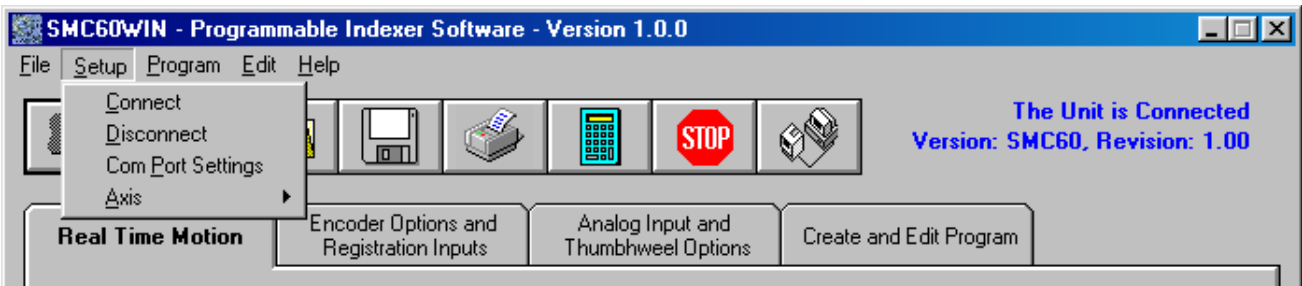 SMC60WIN - Programmable Indexer Software - Version 1.0.0
File Setup Program Edit Help
Connect
Disconnect
Com Port Settings
Axis
STOP
The Unit is Connected
Version: SMC60, Revision: 1.00
Real Time Motion
Encoder Options and
Registration Inputs
Analog Input and
Thumbhweel Options
Create and Edit Program